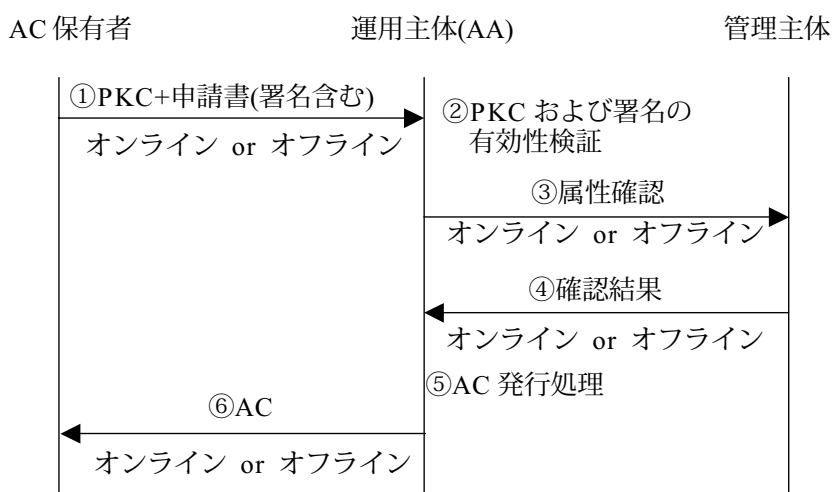 AC 保有者 運用主体(AA) 管理主体
①PKC+申請書(署名含む)
オンライン or オフライン
②PKC および署名の
有効性検証
③属性確認
オンライン or オフライン
④確認結果
オンライン or オフライン
⑤AC 発行処理
⑥AC
オンライン or オフライン